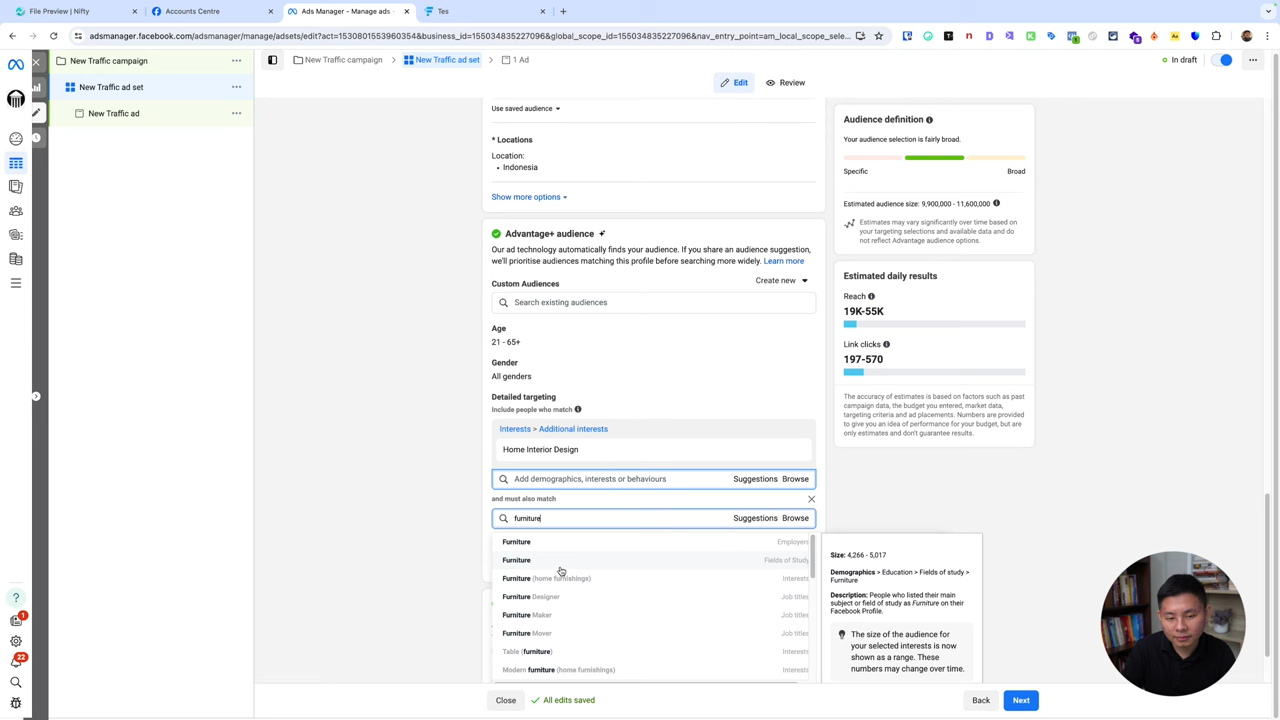 File Preview | Nifty
Accounts Centre
Meta Ads Manager - Manage ads -
Tes
adsmanager.facebook.com/adsmanager/manage/adsets/edit?act=1530801553960354&business_id=155034835227096&global_scope_id=155034835227096&nav_entry_point=am_local_scope_sele...
New Traffic campaign
New Traffic ad set
New Traffic ad
New Traffic campaign
New Traffic ad set
1 Ad
In draft
Edit
Review
Use saved audience
* Locations
Location:
• Indonesia
Show more options
Advantage+ audience
Our ad technology automatically finds your audience. If you share an audience suggestion,
we'll prioritise audiences matching this profile before searching more widely. Learn more
Custom Audiences
Create new
Search existing audiences
Age
21 - 65+
Gender
All genders
Detailed targeting
Include people who match
Interests > Additional interests
Home Interior Design
Add demographics, interests or behaviours
Suggestions Browse
and must also match
furniture
Suggestions Browse
Furniture Employers
Furniture Fields of Study
Furniture (home furnishings) Interests
Furniture Designer Job titles
Furniture Maker Job titles
Furniture Mover Job titles
Table (furniture) Interests
Modern furniture (home furnishings) Interests
Audience definition
Your audience selection is fairly broad.
Specific
Broad
Estimated audience size: 9,900,000 - 11,600,000
Estimates may vary significantly over time based on
your targeting selections and available data and do
not reflect Advantage audience options.
Estimated daily results
Reach
19K-55K
Link clicks
197-570
The accuracy of estimates is based on factors such as past
campaign data, the budget you entered, market data,
targeting criteria and ad placements. Numbers are provided
to give you an idea of performance for your budget, but are
only estimates and don't guarantee results.
Size: 4,266 - 5,017
Demographics > Education > Fields of study >
Furniture
Description: People who listed their main
subject or field of study as Furniture on their
Facebook Profile.
The size of the audience for
your selected interests is now
shown as a range. These
numbers may change over time.
Close
All edits saved
Back
Next
1
22